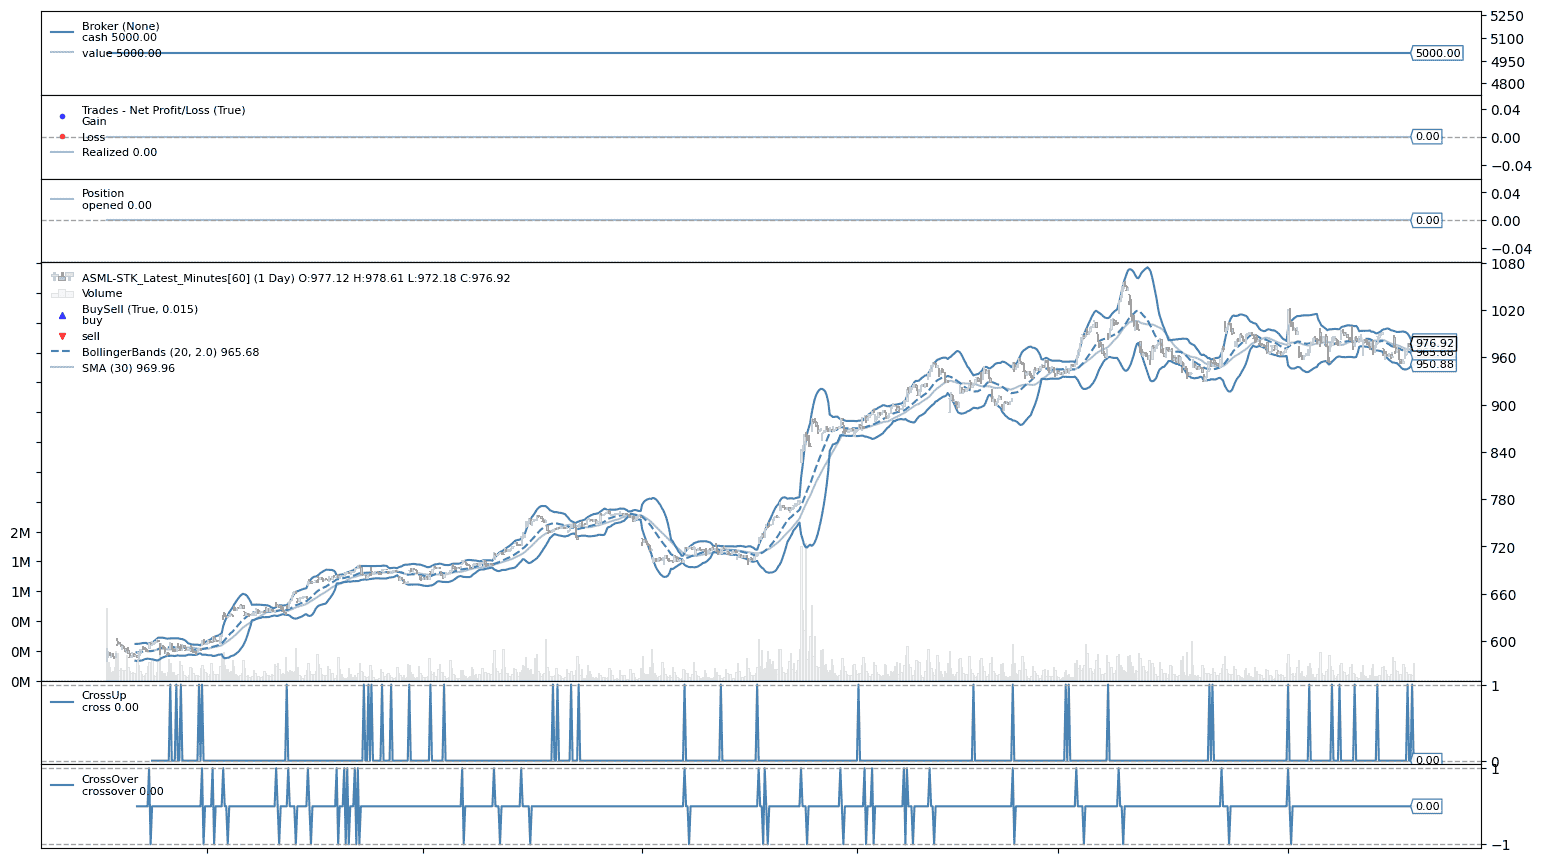 Broker (None)
cash 5000.00
value 5000.00
5250
5100
4950
4800
5000.00
Trades - Net Profit/Loss (True)
Gain
Loss
Realized 0.00
0.04
0.00
−0.04
0.00
Position
opened 0.00
0.04
0.00
−0.04
0.00
ASML-STK_Latest_Minutes[60] (1 Day) O:977.12 H:978.61 L:972.18 C:976.92
Volume
BuySell (True, 0.015)
buy
sell
BollingerBands (20, 2.0) 965.68
SMA (30) 969.96
1080
1020
960
900
840
780
720
660
600
976.92
965.68
950.88
2M
1M
1M
0M
0M
0M
CrossUp
cross 0.00
1
0
0.00
CrossOver
crossover 0.00
1
−1
0.00